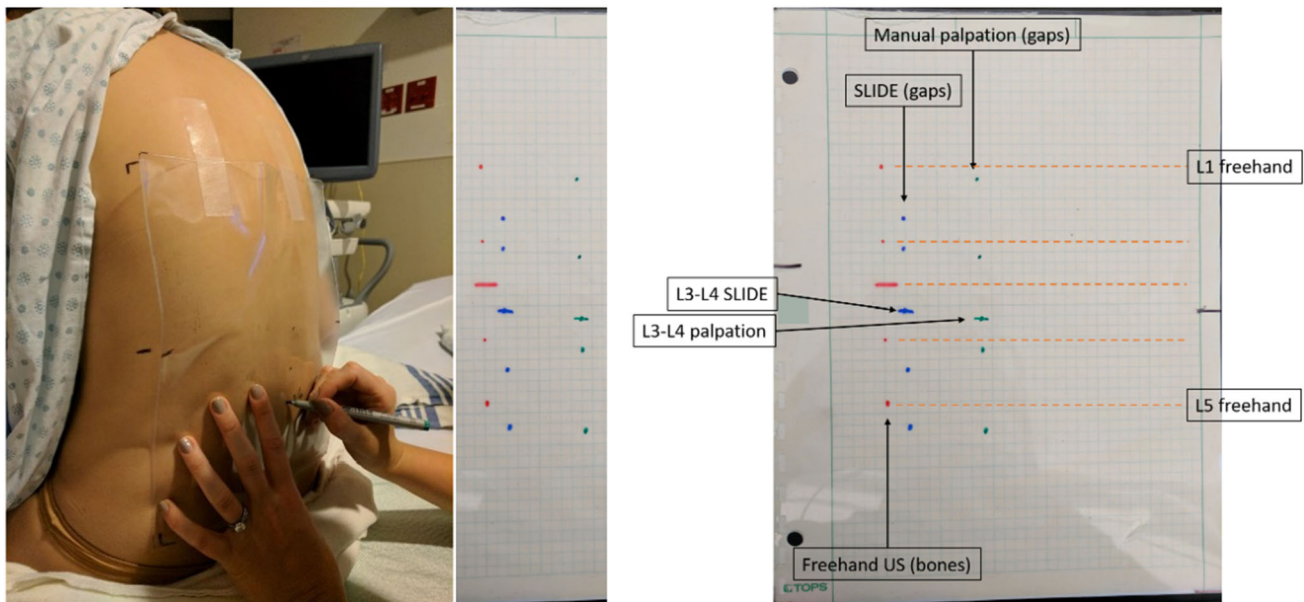 Manual palpation (gaps)
SLIDE (gaps)
L1 freehand
L3-L4 SLIDE
L3-L4 palpation
L5 freehand
Freehand US (bones)
TOPS